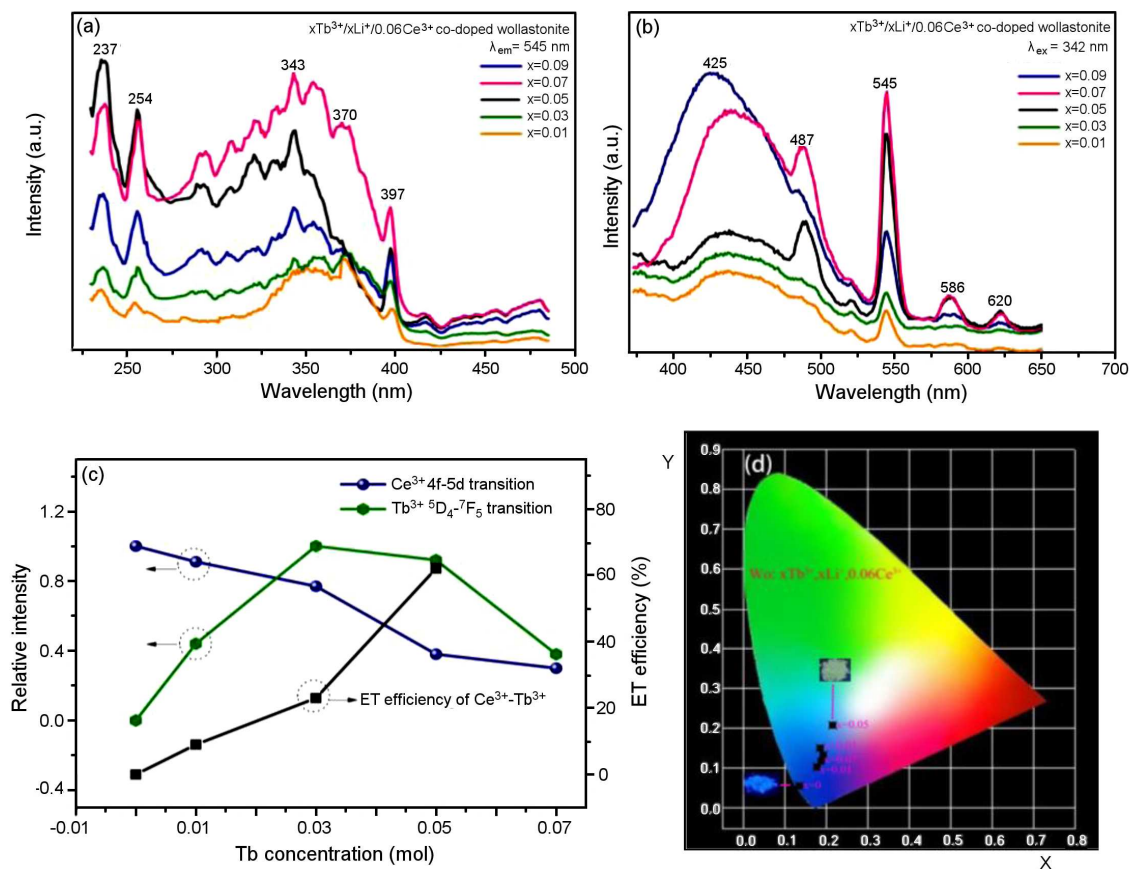 (a)
xTb³⁺/xLi⁺/0.06Ce³⁺ co-doped wollastonite
λem= 545 nm
x=0.09
x=0.07
x=0.05
x=0.03
x=0.01
237
254
343
370
397
Intensity (a.u.)
250
300
350
400
450
500
Wavelength (nm)
(b)
xTb³⁺/xLi⁺/0.06Ce³⁺ co-doped wollastonite
λex = 342 nm
x=0.09
x=0.07
x=0.05
x=0.03
x=0.01
425
487
545
586
620
Intensity (a.u.)
400
450
500
550
600
650
700
Wavelength (nm)
(c)
Ce³⁺ 4f-5d transition
Tb³⁺ ⁵D₄-⁷F₅ transition
ET efficiency of Ce³⁺-Tb³⁺
Relative intensity
1.2
0.8
0.4
0.0
-0.4
80
60
40
20
0
ET efficiency (%)
-0.01
0.01
0.03
0.05
0.07
Tb concentration (mol)
(d)
Y
0.9
0.8
0.7
0.6
0.5
0.4
0.3
0.2
0.1
0.0
Wo: xTb³⁺,xLi⁺,0.06Ce³⁺
x=0.05
x=0.01
x=0
0.0
0.1
0.2
0.3
0.4
0.5
0.6
0.7
0.8
X